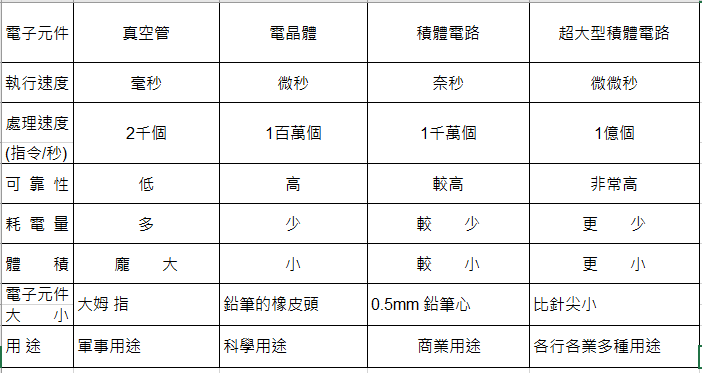 電子元件 真空管 電晶體 積體電路 超大型積體電路
執行速度 毫秒 微秒 奈秒 微微秒
處理速度 2千個 1百萬個 1千萬個 1億個
(指令/秒)
可 靠 性 低 高 較高 非常高
耗 電 量 多 少 較 少 更 少
體 積 龐 大 小 較 小 更 小
電子元件 大姆 指 鉛筆的橡皮頭 0.5mm 鉛筆心 比針尖小
大 小
用 途 軍事用途 科學用途 商業用途 各行各業多種用途